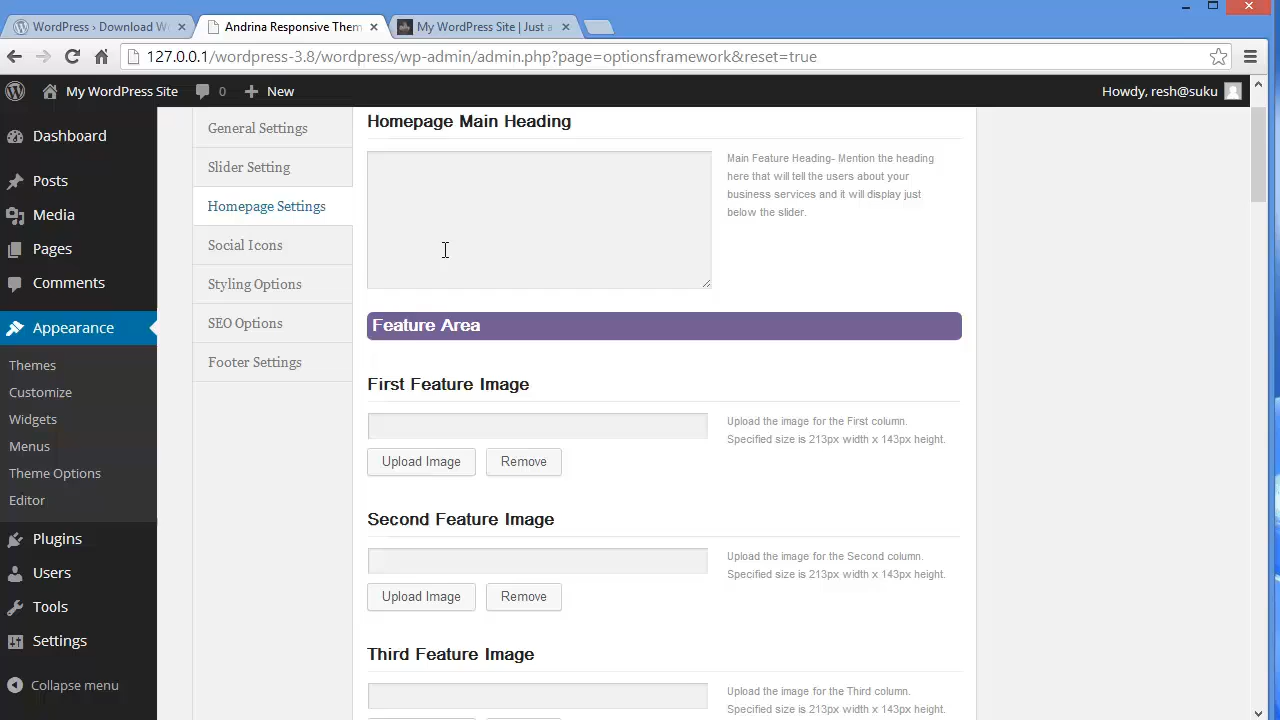 WordPress › Download W
Andrina Responsive Them
My WordPress Site | Just a
127.0.0.1/wordpress-3.8/wordpress/wp-admin/admin.php?page=optionsframework&reset=true
My WordPress Site
0
New
Howdy, resh@suku
Dashboard
Posts
Media
Pages
Comments
Appearance
Themes
Customize
Widgets
Menus
Theme Options
Editor
Plugins
Users
Tools
Settings
Collapse menu
General Settings
Slider Setting
Homepage Settings
Social Icons
Styling Options
SEO Options
Footer Settings
Homepage Main Heading
Main Feature Heading- Mention the heading
here that will tell the users about your
business services and it will display just
below the slider.
Feature Area
First Feature Image
Upload the image for the First column.
Specified size is 213px width x 143px height.
Upload Image
Remove
Second Feature Image
Upload the image for the Second column.
Specified size is 213px width x 143px height.
Upload Image
Remove
Third Feature Image
Upload the image for the Third column.
Specified size is 213px width x 143px height.